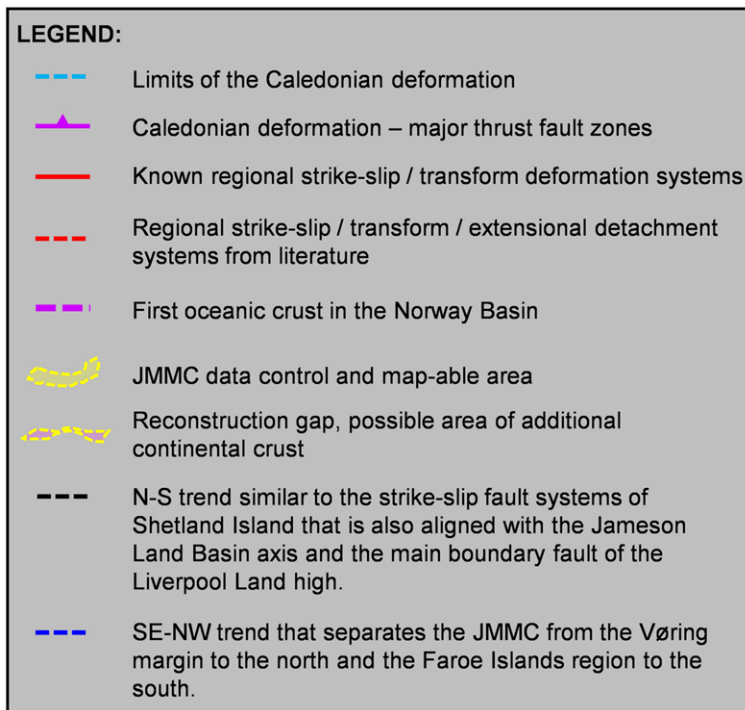 LEGEND:
Limits of the Caledonian deformation
Caledonian deformation – major thrust fault zones
Known regional strike-slip / transform deformation systems
Regional strike-slip / transform / extensional detachment
systems from literature
First oceanic crust in the Norway Basin
JMMC data control and map-able area
Reconstruction gap, possible area of additional
continental crust
N-S trend similar to the strike-slip fault systems of
Shetland Island that is also aligned with the Jameson
Land Basin axis and the main boundary fault of the
Liverpool Land high.
SE-NW trend that separates the JMMC from the Vøring
margin to the north and the Faroe Islands region to the
south.